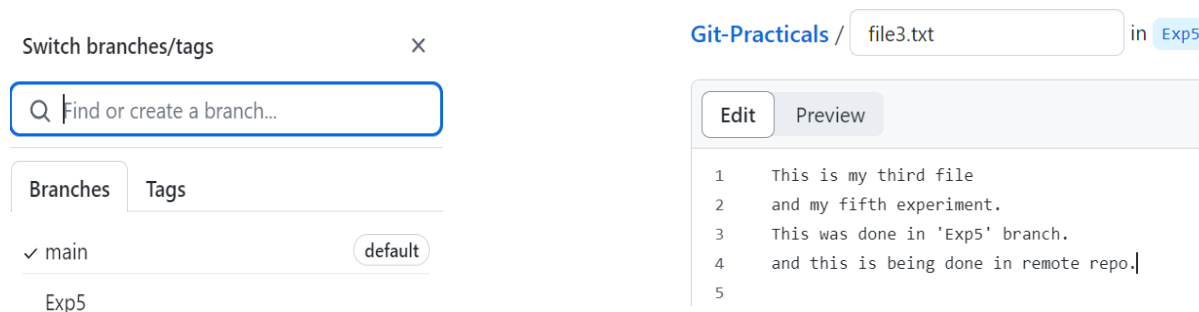 Switch branches/tags
Find or create a branch...
Branches Tags
main default
Exp5
Git-Practicals / file3.txt in Exp5
Edit Preview
1 This is my third file
2 and my fifth experiment.
3 This was done in 'Exp5' branch.
4 and this is being done in remote repo.
5